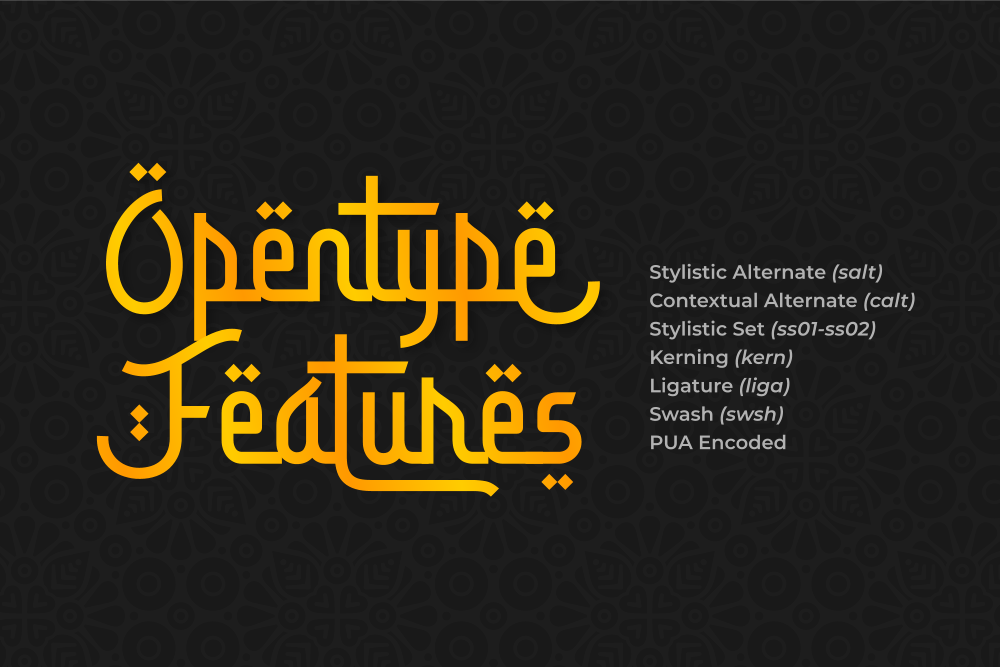 Opentype
Features
Stylistic Alternate (salt)
Contextual Alternate (calt)
Stylistic Set (ss01-ss02)
Kerning (kern)
Ligature (liga)
Swash (swsh)
PUA Encoded